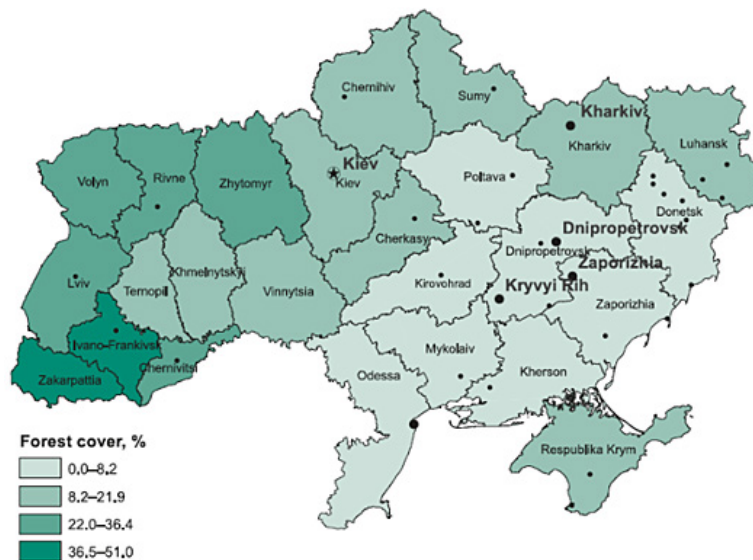 Chernihiv
Sumy
Kharkiv
Kharkiv
Luhansk
Volyn
Rivne
Zhytomyr
Kiev
Kiev
Poltava
Donetsk
Cherkasy
Dnipropetrovsk
Dnipropetrovsk
Lviv
Ternopil
Khmelnytskyi
Vinnytsia
Kirovohrad
Zaporizhia
Kryvyi Rih
Zaporizhia
Ivano-Frankivsk
Chernivitsi
Zakarpattia
Mykolaiv
Odessa
Kherson
Respublika Krym
Forest cover, %
0.0–8.2
8.2–21.9
22.0–36.4
36.5–51.0